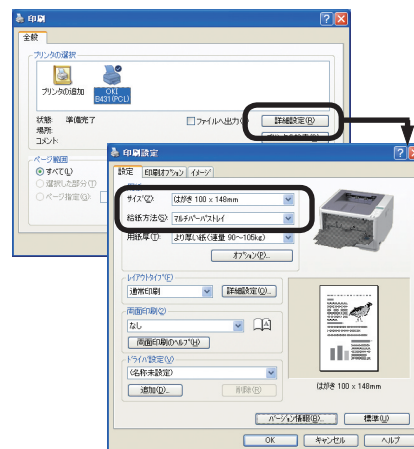 印刷
全般
プリンタの選択
プリンタの追加
OKI
B431(PCL)
状態: 準備完了
場所:
コメント:
ファイルへ出力
詳細設定(R)
ページ範囲
すべて(L)
選択した部分(T)
ページ指定(G):
印刷設定
設定 印刷オプション イメージ
サイズ(Z): はがき 100 x 148mm
給紙方法(S): マルチパーパストレイ
用紙厚(T): より厚い紙(連量 90~105kg)
オプション(P)...
レイアウトタイプ(F)
通常印刷
詳細設定(O)...
両面印刷(2)
なし
両面印刷のヘルプ(H)
ドライバ設定(V)
(名称未設定)
追加(D)...
削除(R)
はがき 100 x 148mm
バージョン情報(B)...
標準(U)
OK
キャンセル
ヘルプ